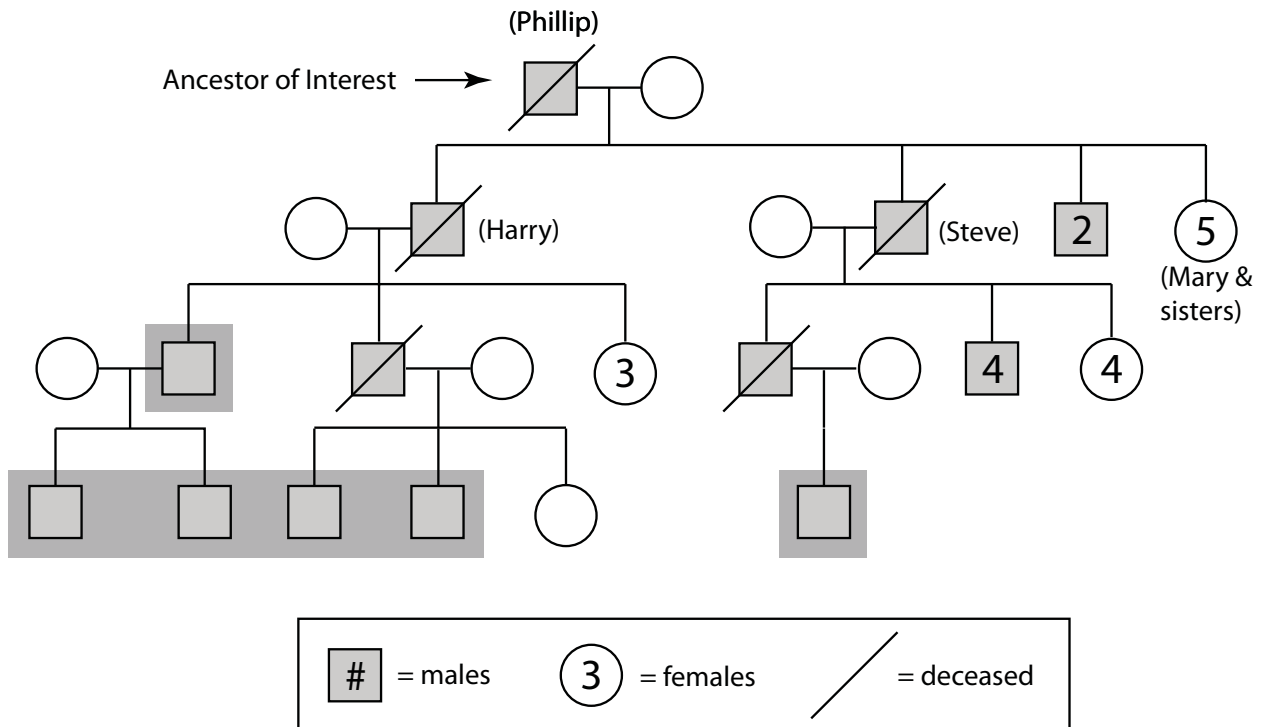 (Phillip)
Ancestor of Interest
(Harry)
(Steve)
2
5
(Mary &
sisters)
3
4
4
# = males
3 = females
= deceased